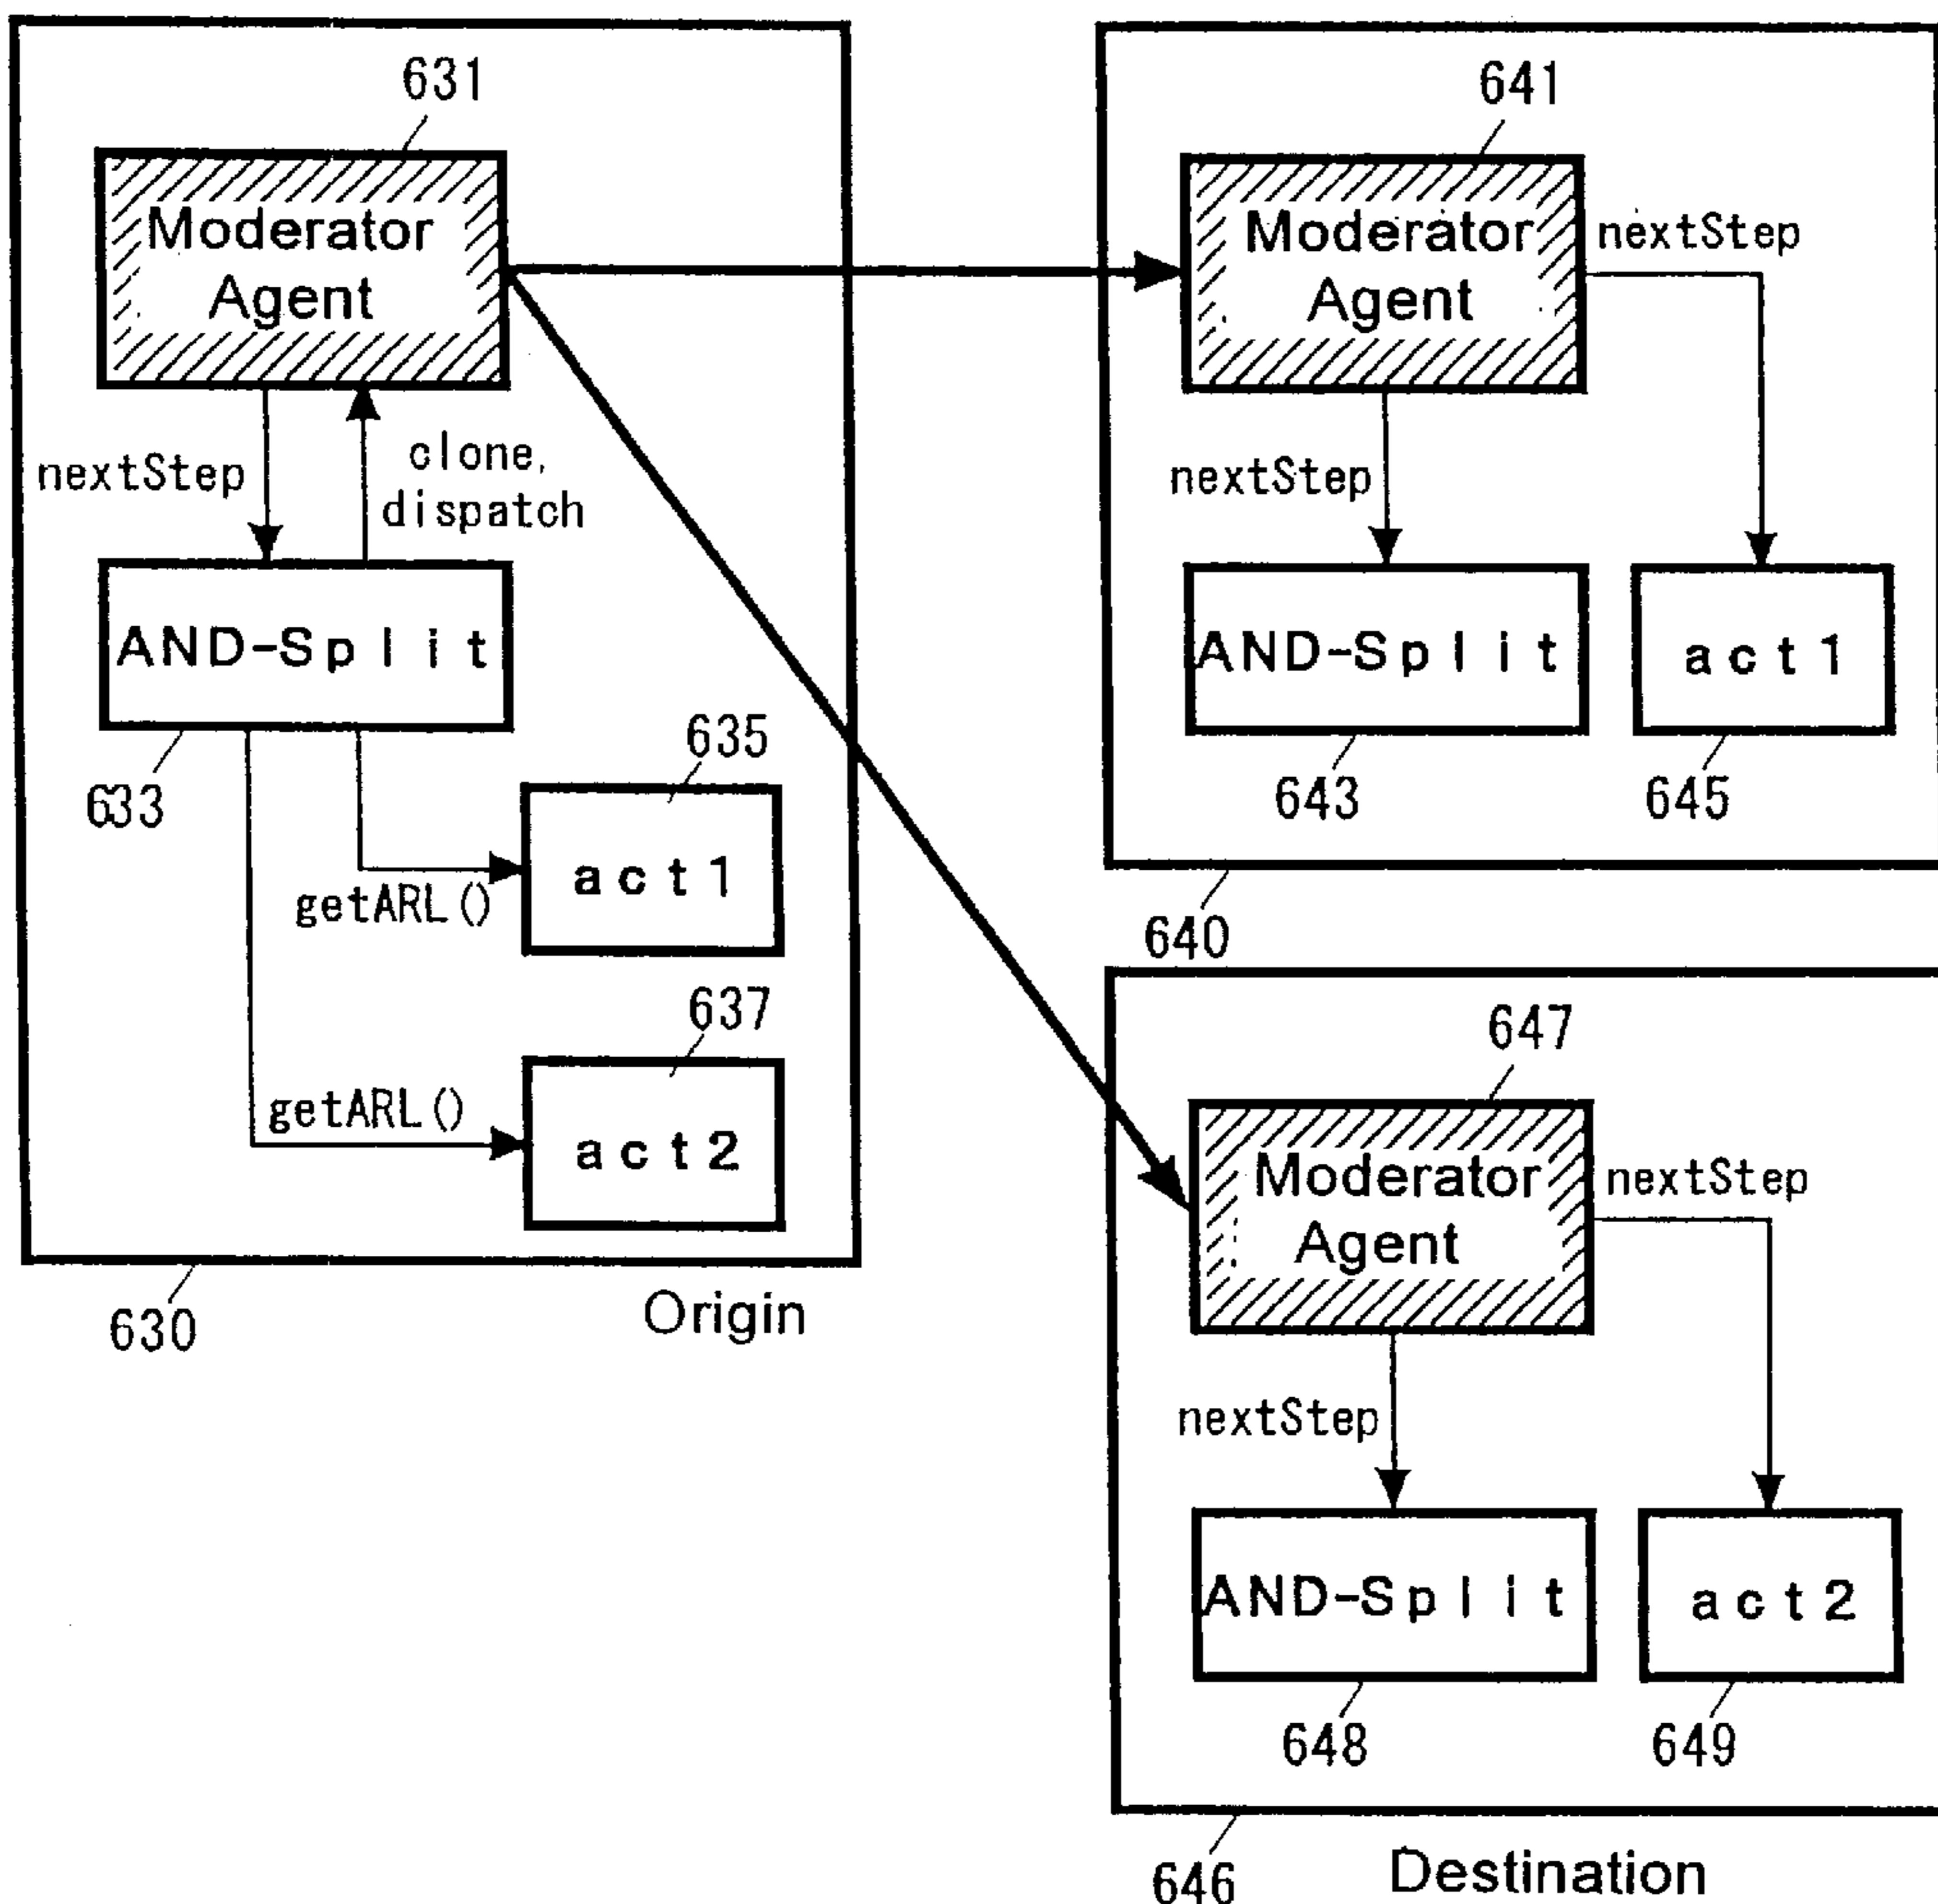 631
Moderator
Agent
nextStep
clone,
dispatch
AND-Split
633
635
act1
getARL()
637
getARL()
act2
630
Origin
641
Moderator
Agent
nextStep
nextStep
AND-Split
act1
643
645
640
647
Moderator
Agent
nextStep
nextStep
AND-Split
act2
648
649
646
Destination